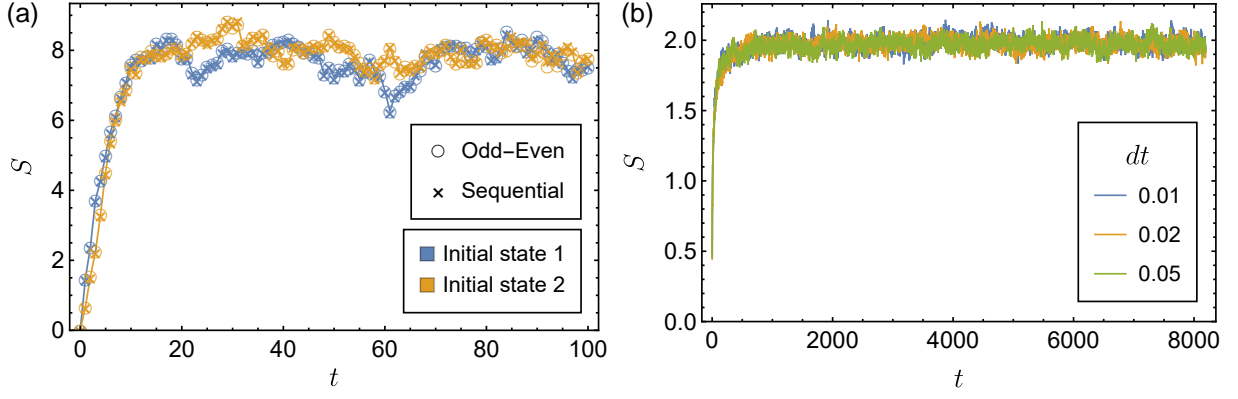 (a)
S
8
6
4
2
0
0 20 40 60 80 100
t
Odd–Even
Sequential
Initial state 1
Initial state 2
(b)
S
2.0
1.5
1.0
0.5
0.0
0 2000 4000 6000 8000
t
dt
0.01
0.02
0.05